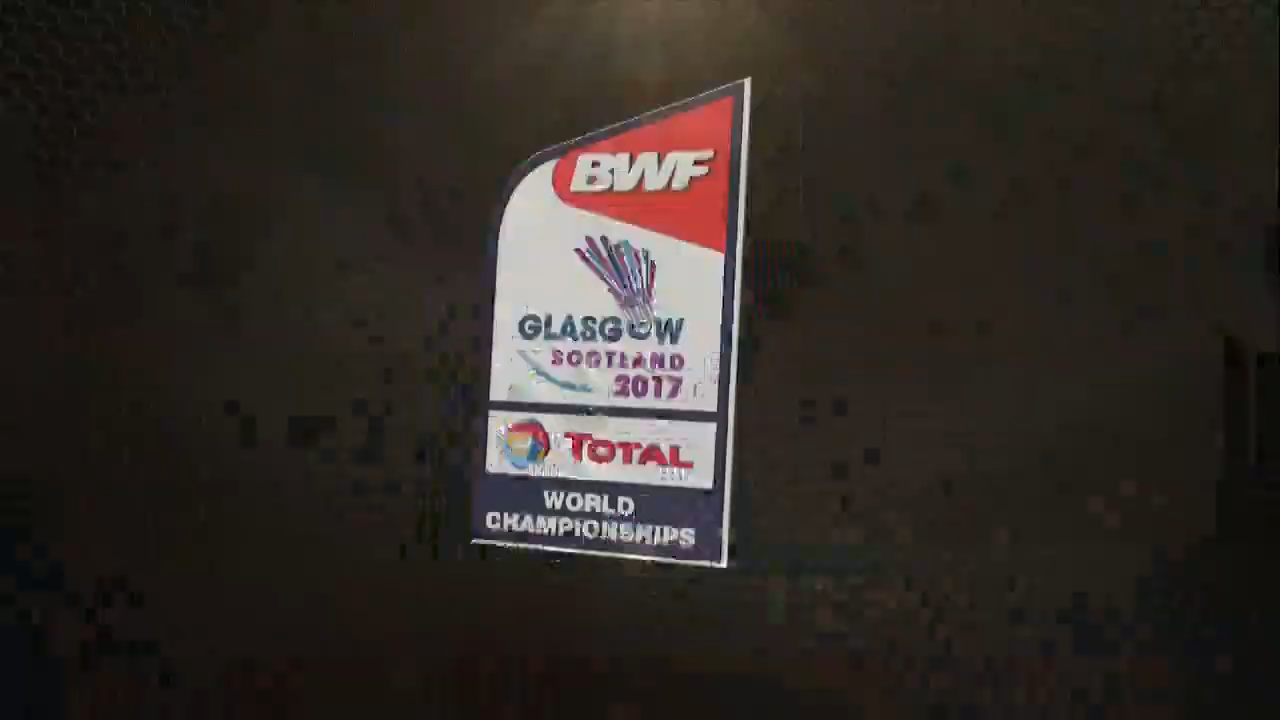 BWF
GLASGOW
SCOTLAND
2017
TOTAL
WORLD
CHAMPIONSHIPS